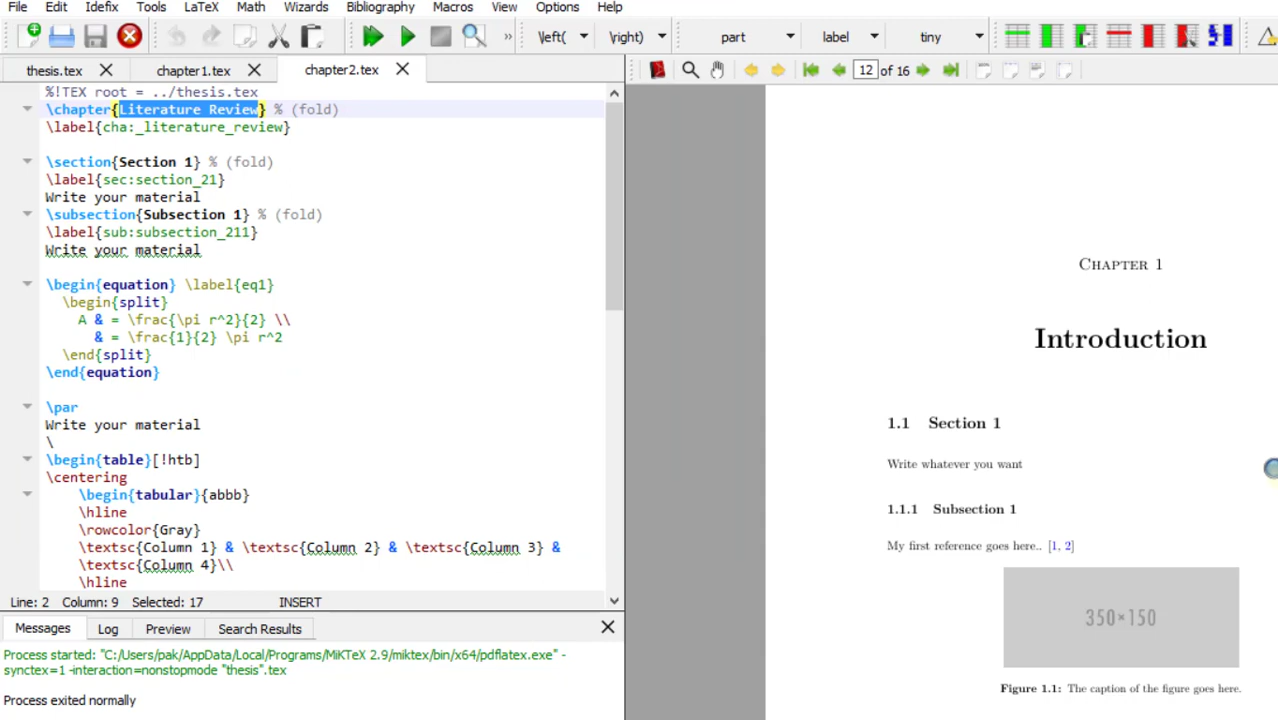 File Edit Idefix Tools LaTeX Math Wizards Bibliography Macros View Options Help
» \left( \right) part label tiny
thesis.tex chapter1.tex chapter2.tex 12 of 16
%!TEX root = ../thesis.tex
\chapter{Literature Review} % (fold)
\label{cha:_literature_review}
\section{Section 1} % (fold)
\label{sec:section_21}
Write your material
\subsection{Subsection 1} % (fold)
\label{sub:subsection_211}
Write your material
\begin{equation} \label{eq1}
\begin{split}
A & = \frac{\pi r^2}{2} \\
& = \frac{1}{2} \pi r^2
\end{split}
\end{equation}
\par
Write your material
\
\begin{table}[!htb]
\centering
\begin{tabular}{abbb}
\hline
\rowcolor{Gray}
\textsc{Column 1} & \textsc{Column 2} & \textsc{Column 3} &
\textsc{Column 4}\\
\hline
Line: 2 Column: 9 Selected: 17 INSERT
Messages Log Preview Search Results
Process started: "C:/Users/pak/AppData/Local/Programs/MiKTeX 2.9/miktex/bin/x64/pdflatex.exe" -
synctex=1 -interaction=nonstopmode "thesis".tex
Process exited normally
Chapter 1
Introduction
1.1 Section 1
Write whatever you want
1.1.1 Subsection 1
My first reference goes here.. [1, 2]
350×150
Figure 1.1: The caption of the figure goes here.